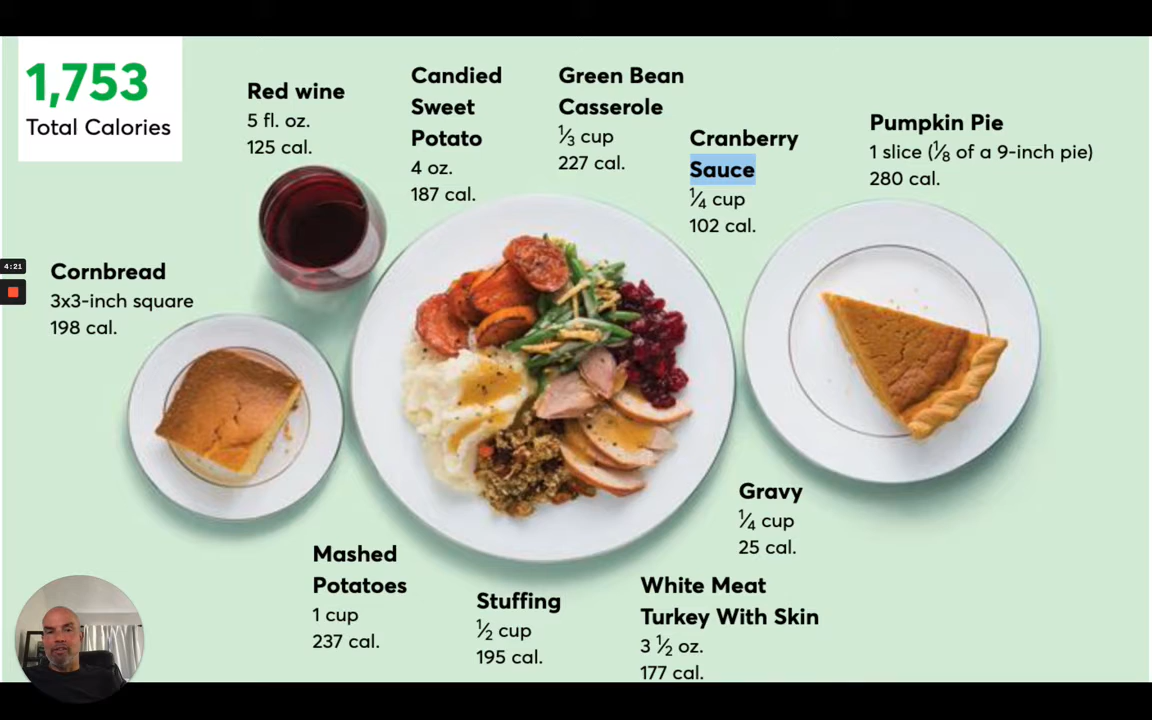 1,753
Total Calories
Red wine
5 fl. oz.
125 cal.
Candied
Sweet
Potato
4 oz.
187 cal.
Green Bean
Casserole
⅓ cup
227 cal.
Cranberry
Sauce
¼ cup
102 cal.
Pumpkin Pie
1 slice (⅛ of a 9-inch pie)
280 cal.
4:21
Cornbread
3x3-inch square
198 cal.
Gravy
¼ cup
25 cal.
Mashed
Potatoes
1 cup
237 cal.
Stuffing
½ cup
195 cal.
White Meat
Turkey With Skin
3 ½ oz.
177 cal.